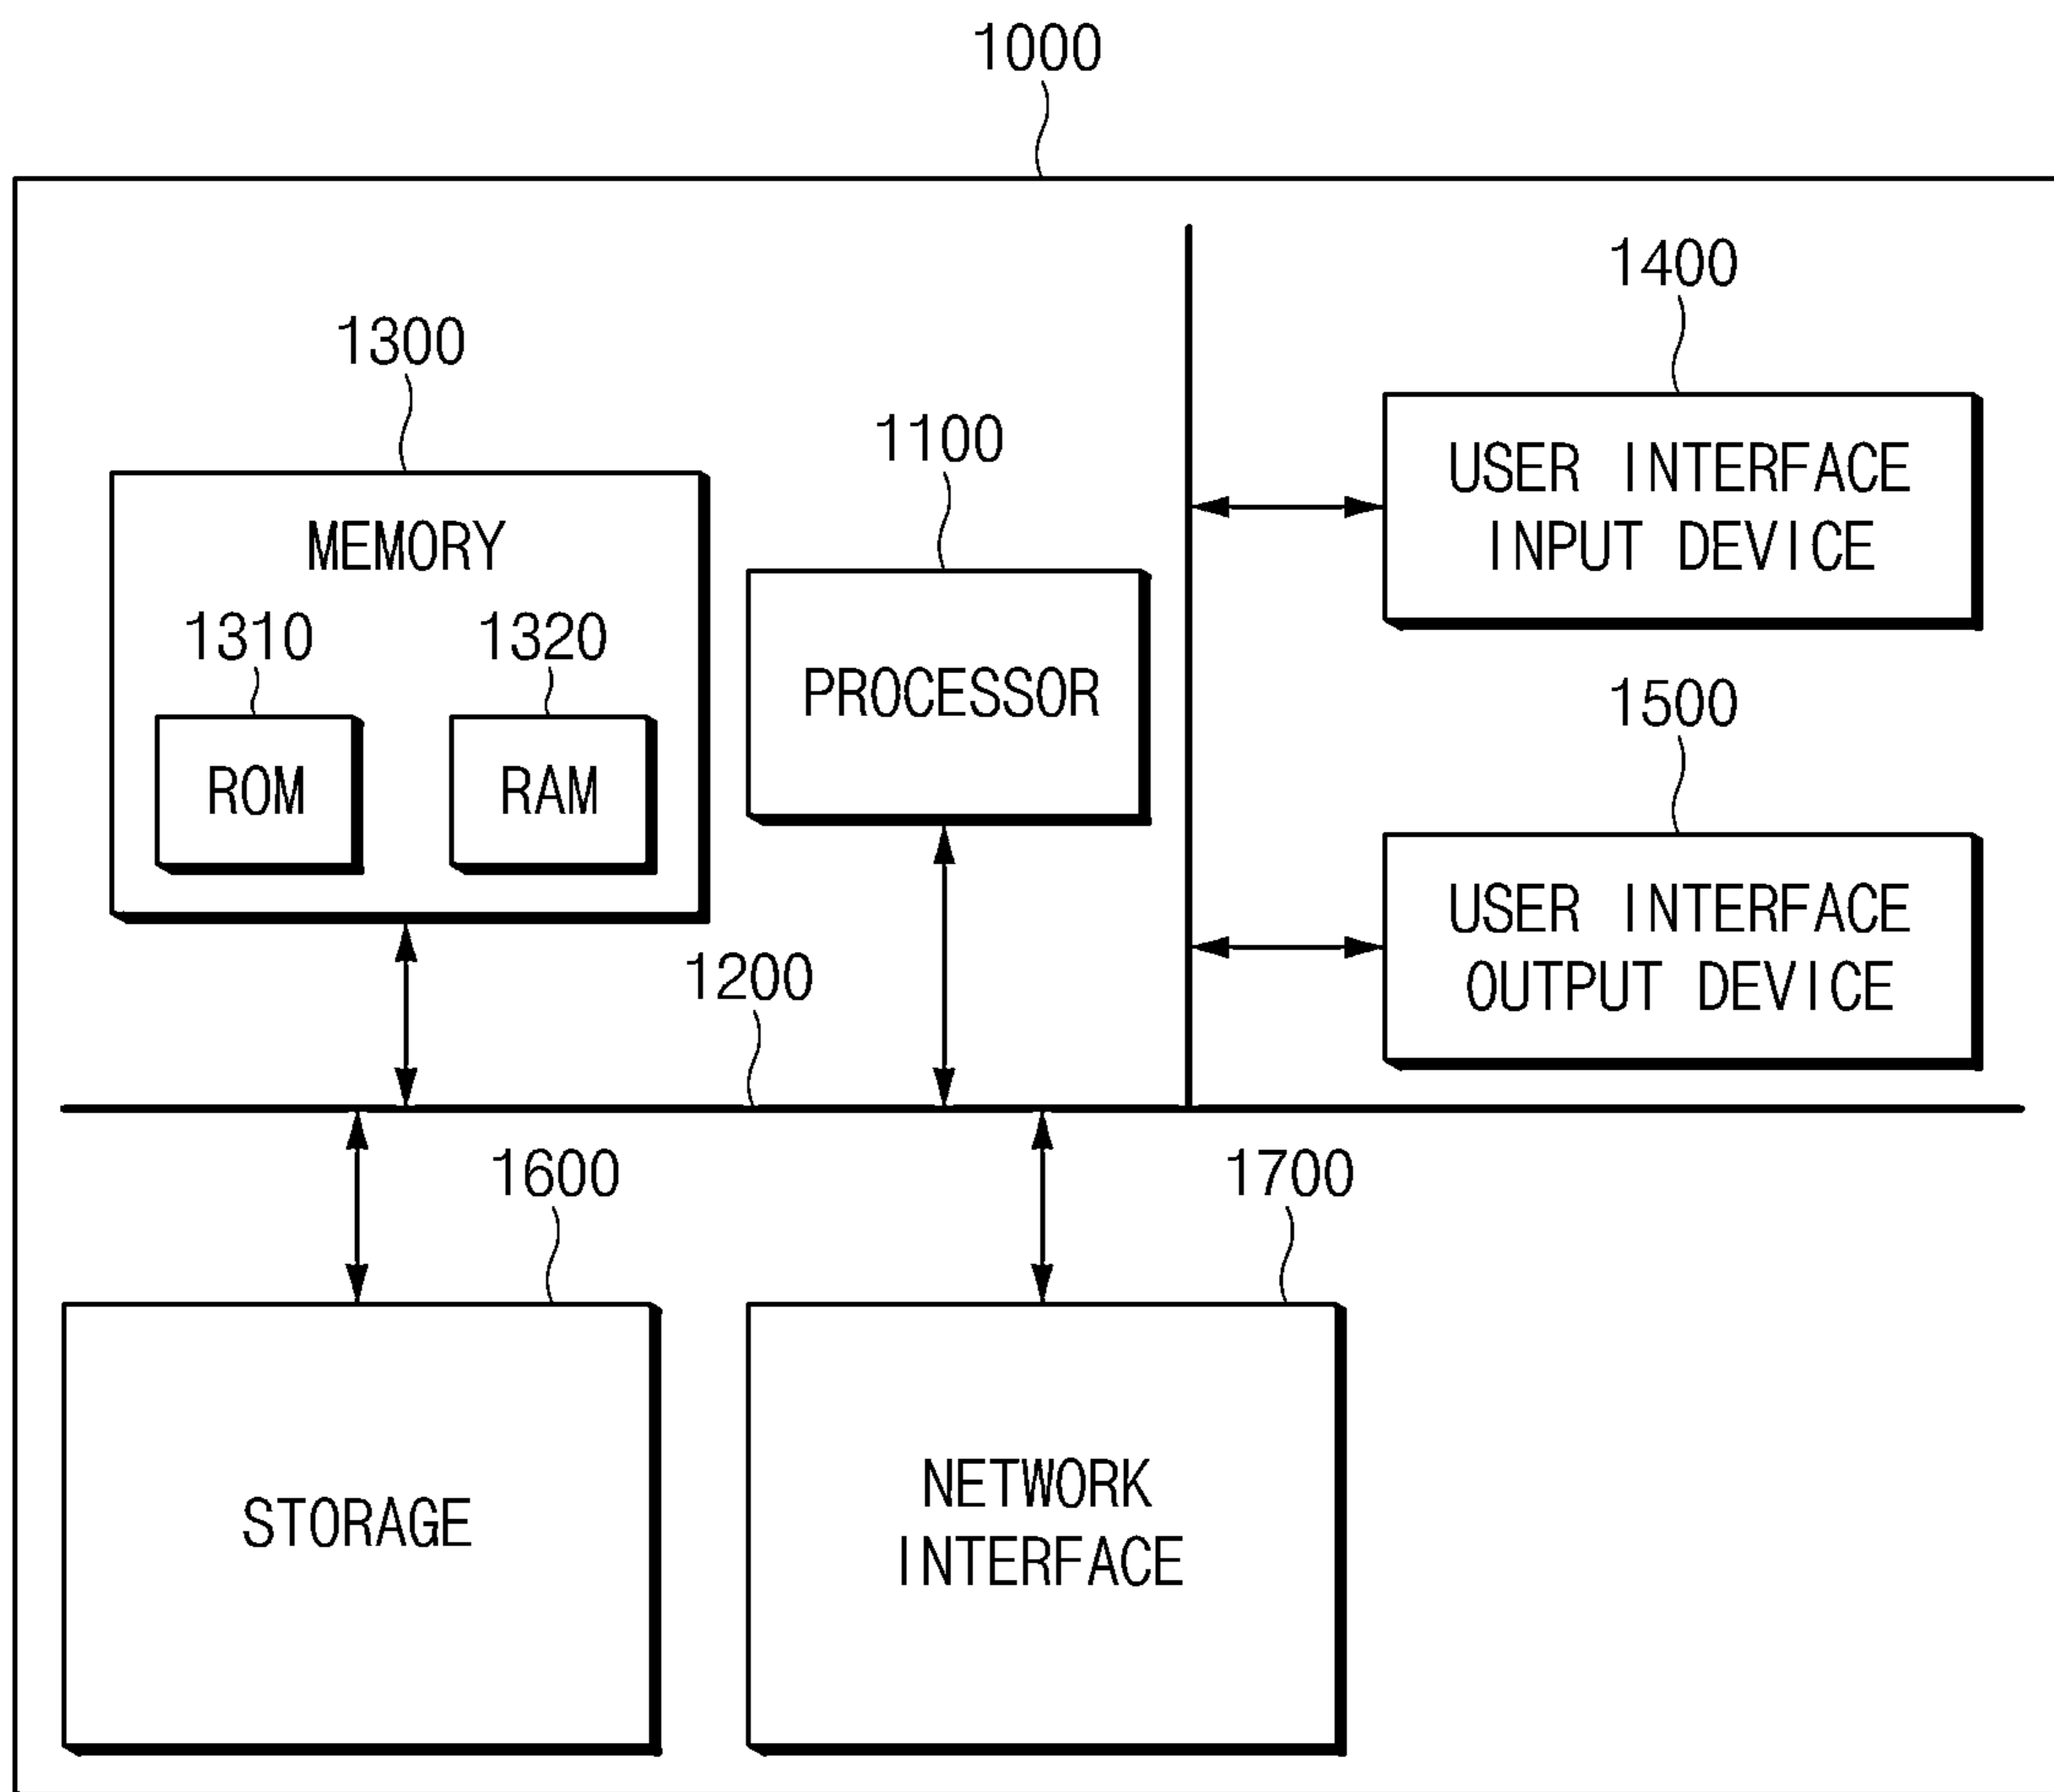 1000
1400
1300
1100
USER INTERFACE
INPUT DEVICE
MEMORY
1310
1320
PROCESSOR
1500
ROM
RAM
USER INTERFACE
OUTPUT DEVICE
1200
1600
1700
STORAGE
NETWORK
INTERFACE